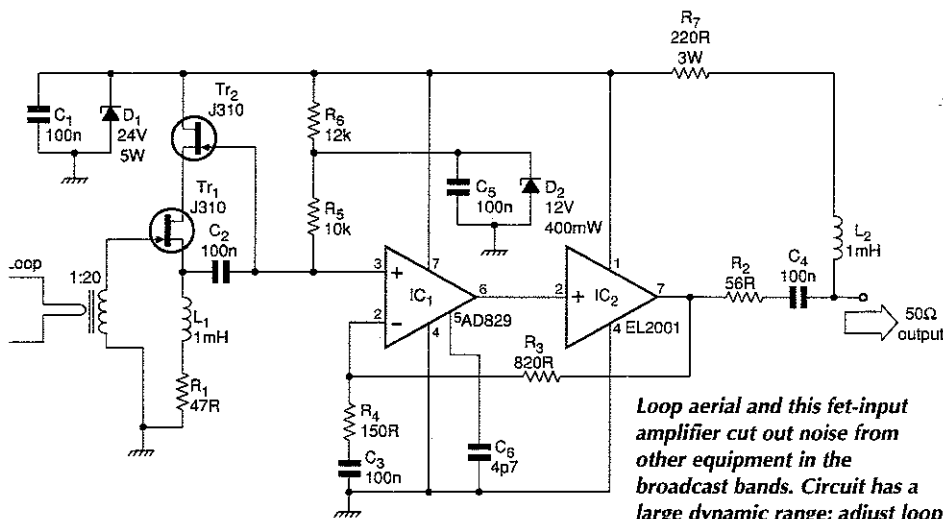 R7
220R
3W
Tr2
J310
C1
100n
D1
24V
5W
R6
12k
Tr1
J310
C5
100n
D2
12V
400mW
R5
10k
C2
100n
L2
1mH
Loop
1:20
3
+
7
IC1
6
2
+
1
IC2
7
R2
56R
C4
100n
L1
1mH
2
−
4
5
AD829
4
EL2001
50Ω
output
R3
820R
R1
47R
R4
150R
C3
100n
C6
4p7
Loop aerial and this fet-input
amplifier cut out noise from
other equipment in the
broadcast bands. Circuit has a
large dynamic range; adjust loop